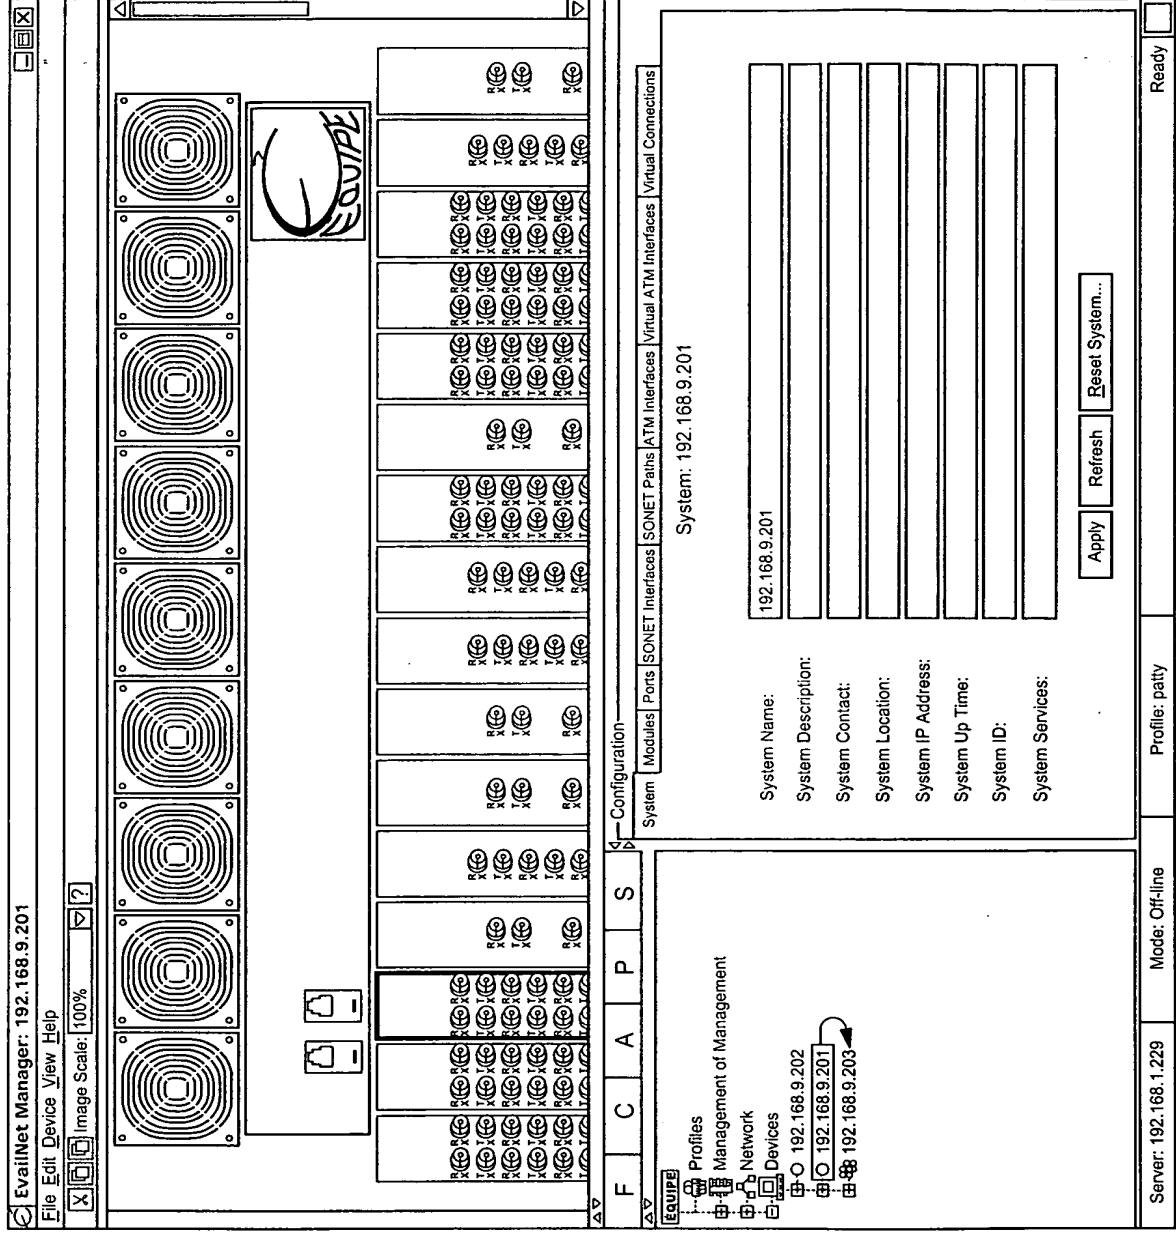 EvailNet Manager: 192.168.9.201
File Edit Device View Help
Image Scale: 100%
?
EQUIPE
F C A P S
EQUIPE
Profiles
Management of Management
Network
Devices
192.168.9.202
192.168.9.201
192.168.9.203
Configuration
System Modules Ports SONET Interfaces SONET Paths ATM Interfaces Virtual ATM Interfaces Virtual Connections
System: 192.168.9.201
System Name: 192.168.9.201
System Description:
System Contact:
System Location:
System IP Address:
System Up Time:
System ID:
System Services:
Apply Refresh Reset System...
Server: 192.168.1.229 Mode: Off-line Profile: patty Ready